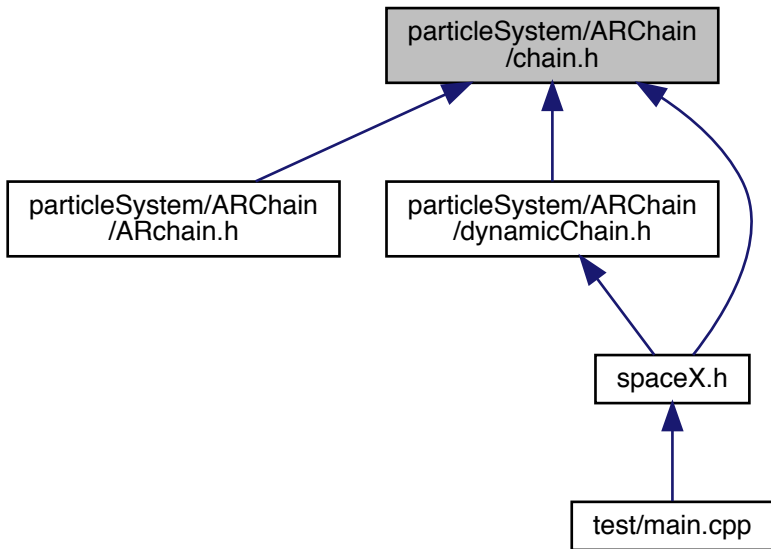 particleSystem/ARChain
/chain.h
particleSystem/ARChain
/ARchain.h
particleSystem/ARChain
/dynamicChain.h
spaceX.h
test/main.cpp